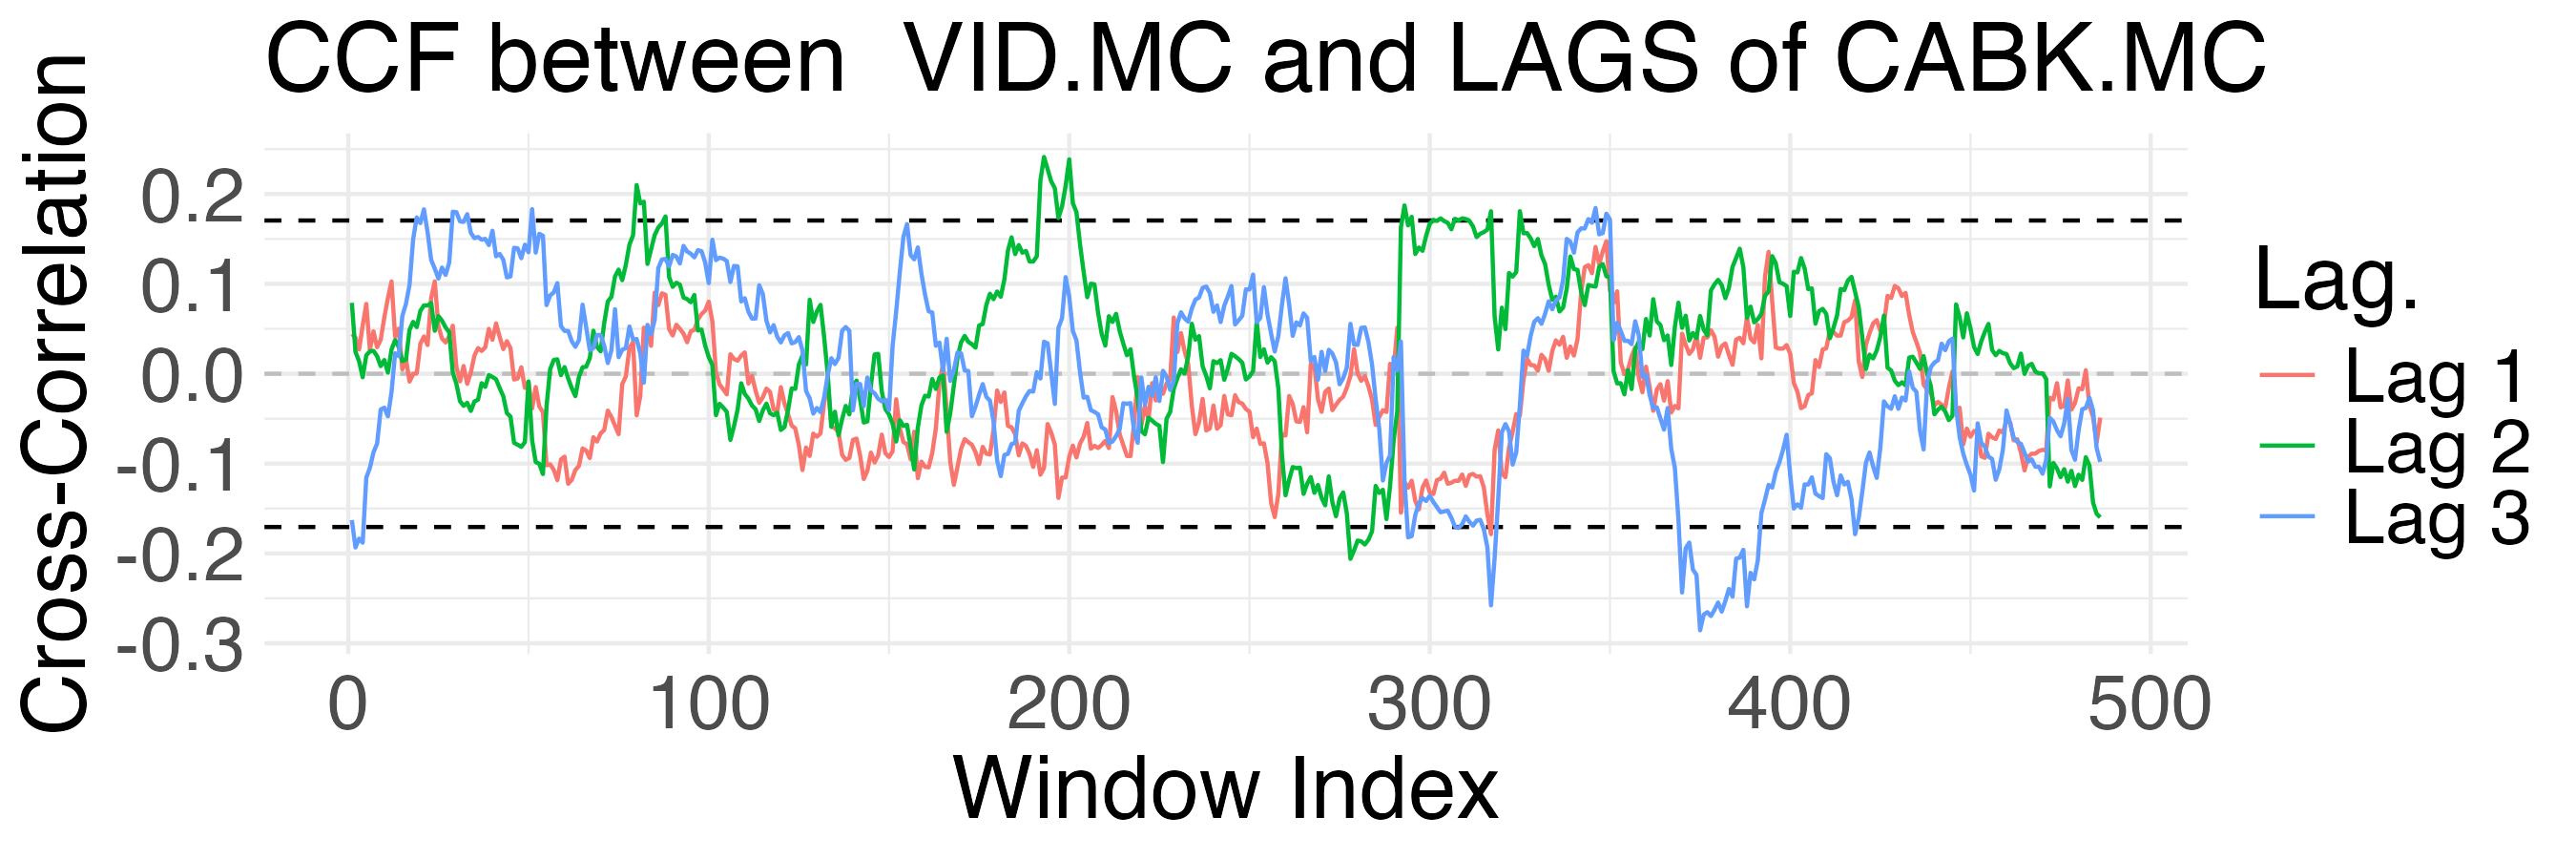 CCF between  VID.MC and LAGS of CABK.MC
Cross-Correlation
0.2
0.1
0.0
-0.1
-0.2
-0.3
0 100 200 300 400 500
Window Index
Lag.
Lag 1
Lag 2
Lag 3